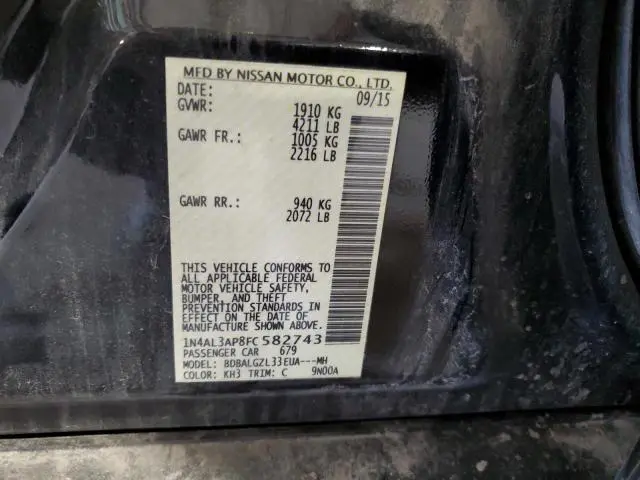 MFD BY NISSAN MOTOR CO., LTD.
DATE: 09/15
GVWR: 1910 KG
4211 LB
GAWR FR.: 1005 KG
2216 LB
GAWR RR.: 940 KG
2072 LB
THIS VEHICLE CONFORMS TO
ALL APPLICABLE FEDERAL
MOTOR VEHICLE SAFETY,
BUMPER, AND THEFT
PREVENTION STANDARDS IN
EFFECT ON THE DATE OF
MANUFACTURE SHOWN ABOVE.
1N4AL3AP8FC582743
PASSENGER CAR 679
MODEL: BDBALGZL33EUA---MH
COLOR: KH3 TRIM: C 9N00A